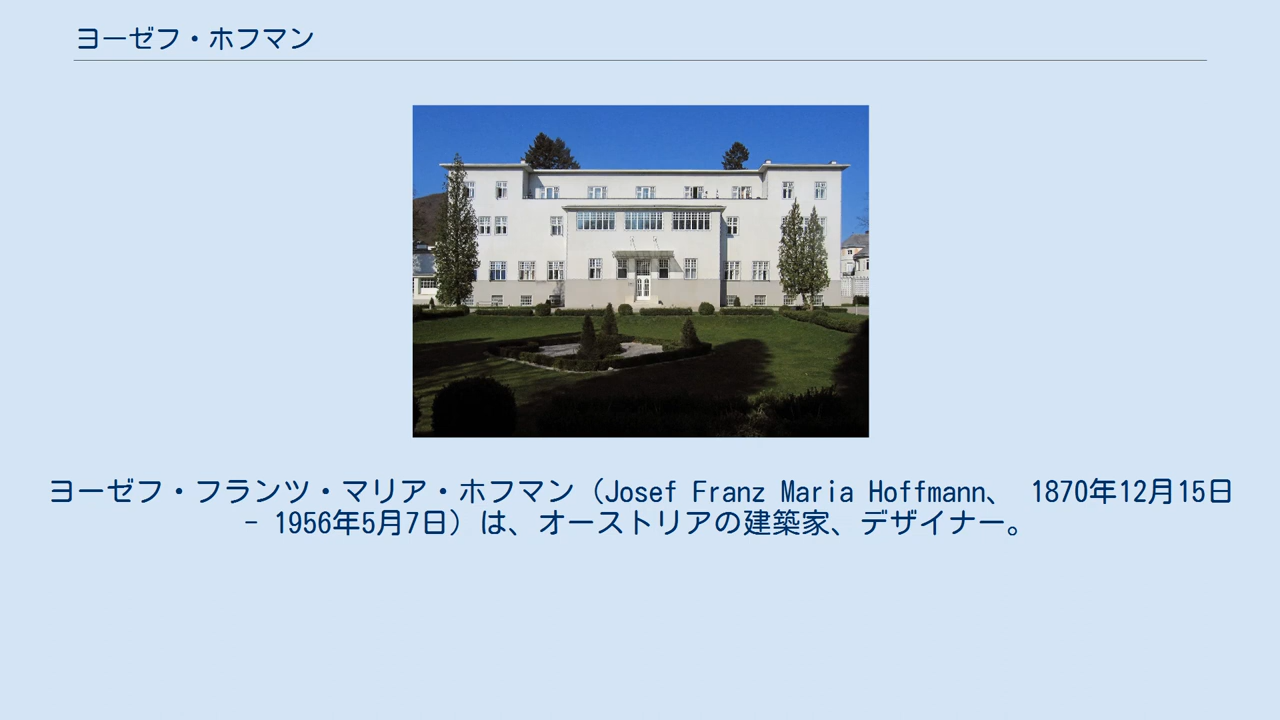 ヨーゼフ・ホフマン
ヨーゼフ・フランツ・マリア・ホフマン（Josef Franz Maria Hoffmann、 1870年12月15日
- 1956年5月7日）は、オーストリアの建築家、デザイナー。